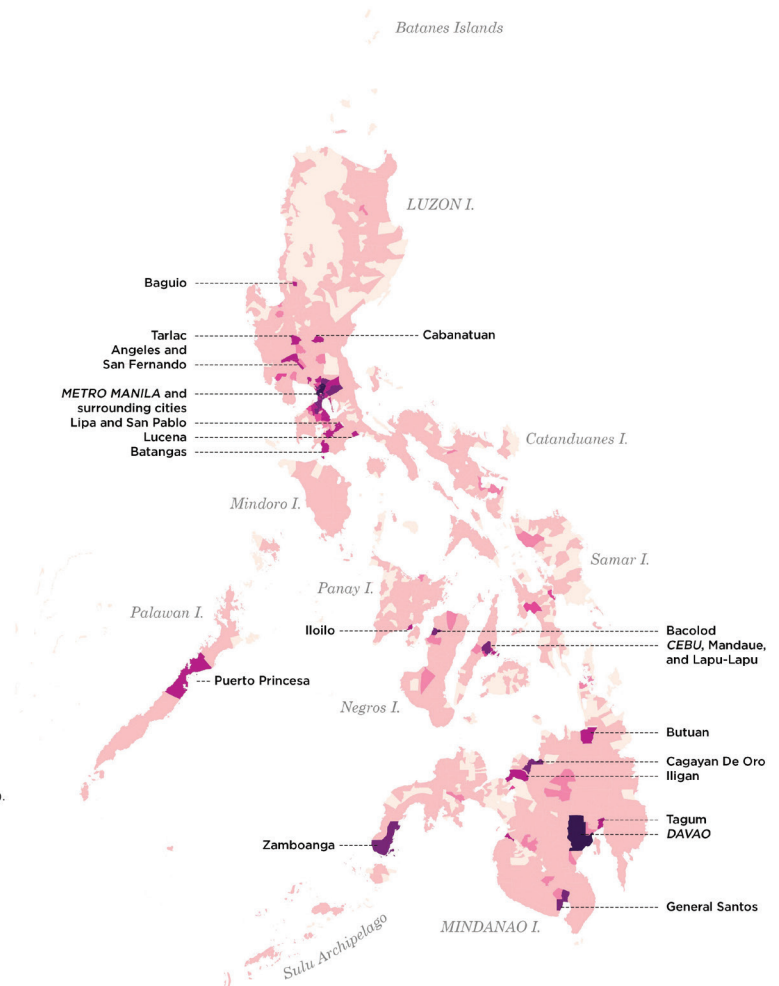 Batanes Islands
LUZON I.
Baguio
Tarlac
Cabanatuan
Angeles and
San Fernando
METRO MANILA and
surrounding cities
Lipa and San Pablo
Lucena
Batangas
Catanduanes I.
Mindoro I.
Samar I.
Panay I.
Palawan I.
Iloilo
Bacolod
CEBU, Mandaue,
and Lapu-Lapu
Puerto Princesa
Negros I.
Butuan
Cagayan De Oro
Iligan
).
Tagum
DAVAO
Zamboanga
General Santos
MINDANAO I.
Sulu Archipelago